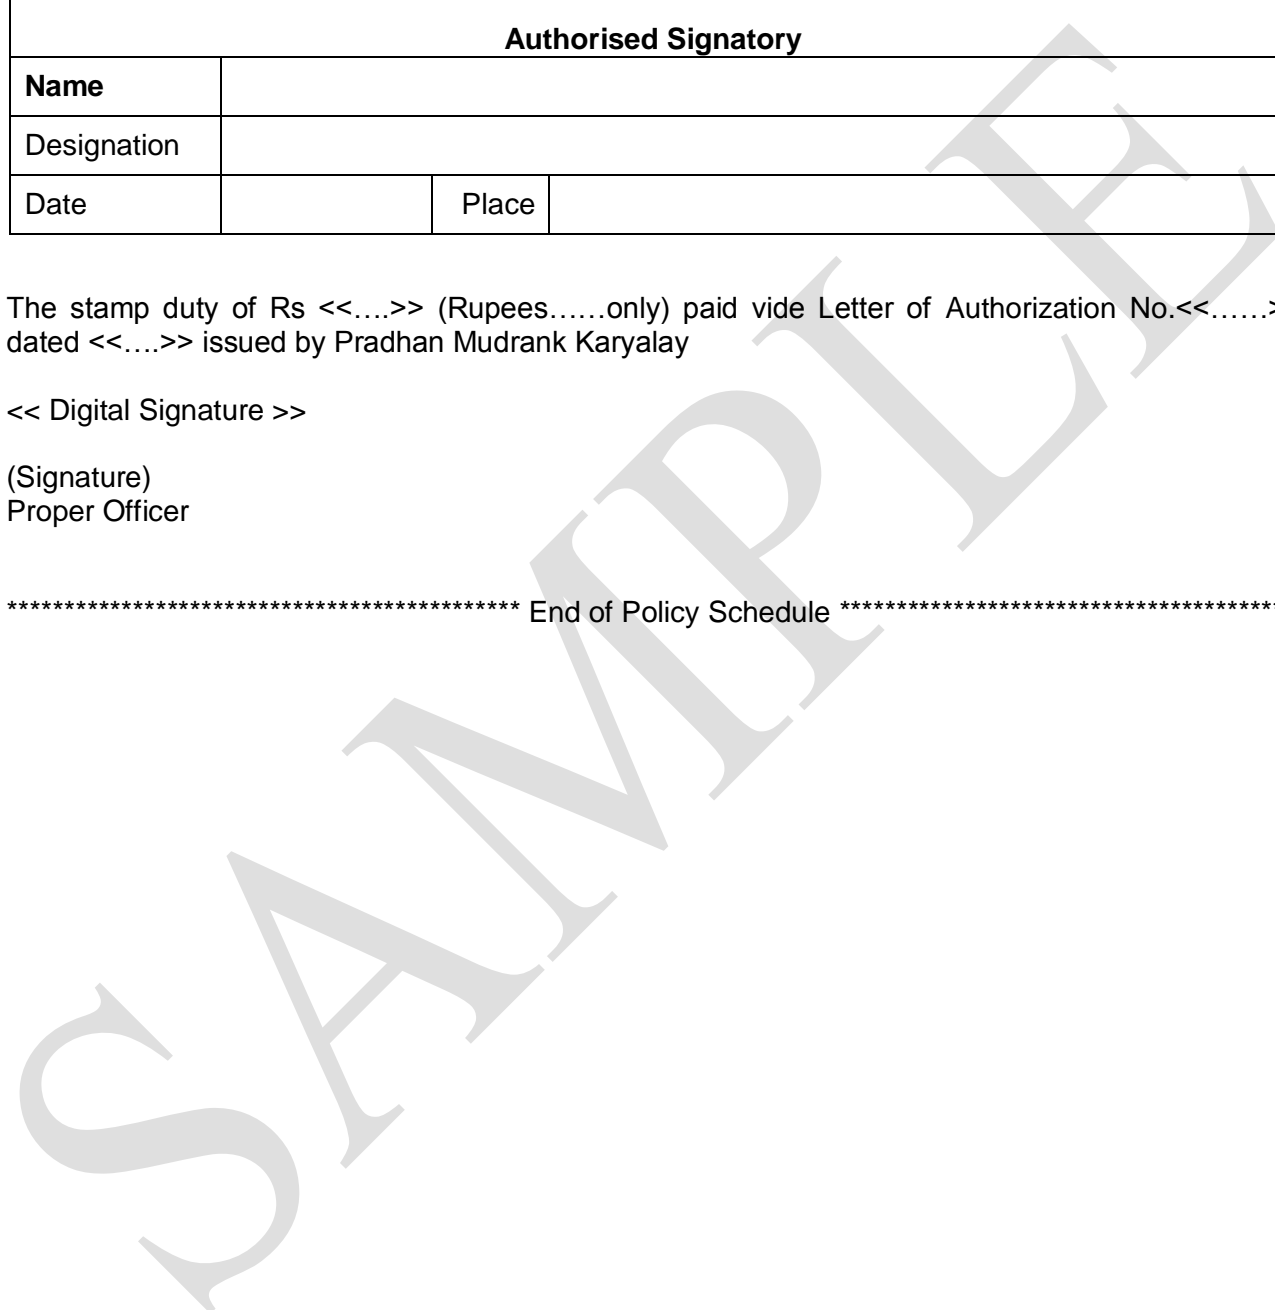 Authorised Signatory
Name
Designation
Date Place
The stamp duty of Rs <<….>> (Rupees……only) paid vide Letter of Authorization No.<<……>
dated <<….>> issued by Pradhan Mudrank Karyalay
<< Digital Signature >>
(Signature)
Proper Officer
********************************************* End of Policy Schedule ***************************************
SAMPLE